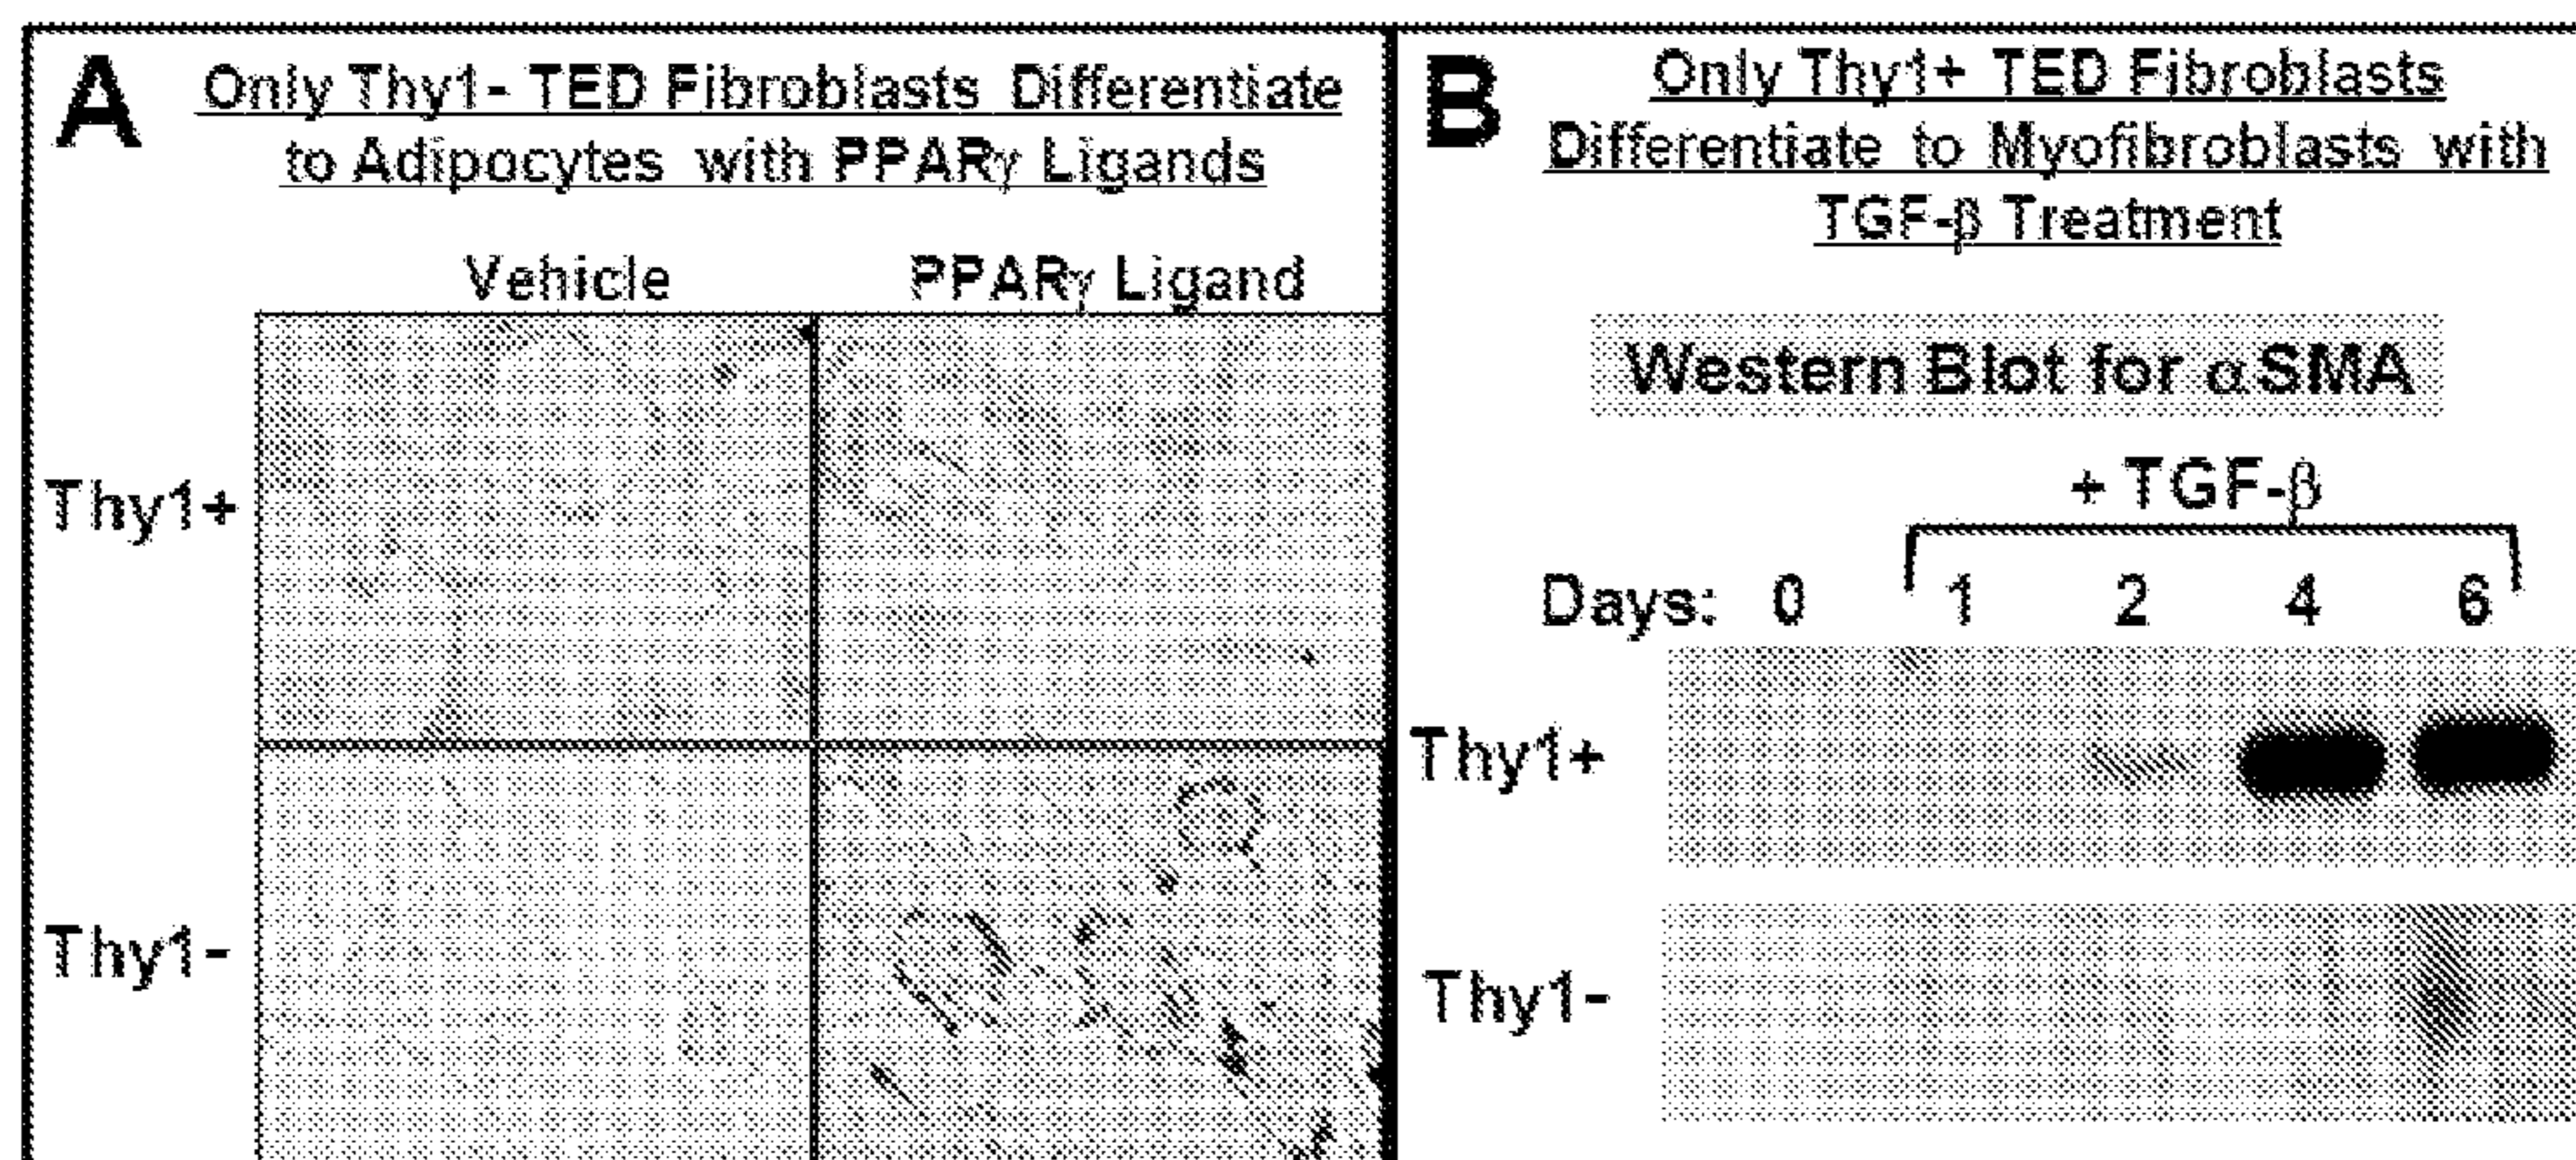 A
Only Thy1- TED Fibroblasts Differentiate
to Adipocytes with PPARγ Ligands
Vehicle PPARγ Ligand
Thy1+
Thy1-
B
Only Thy1+ TED Fibroblasts
Differentiate to Myofibroblasts with
TGF-β Treatment
Western Blot for αSMA
+ TGF-β
Days: 0 1 2 4 6
Thy1+
Thy1-